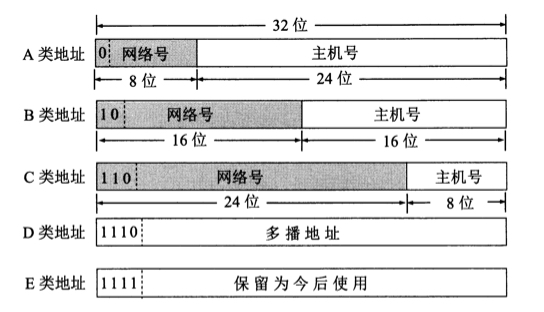 32 位
A 类地址 0 网络号 主机号
8 位 24 位
B 类地址 10 网络号 主机号
16 位 16 位
C 类地址 110 网络号 主机号
24 位 8 位
D 类地址 1110 多播地址
E 类地址 1111 保留为今后使用